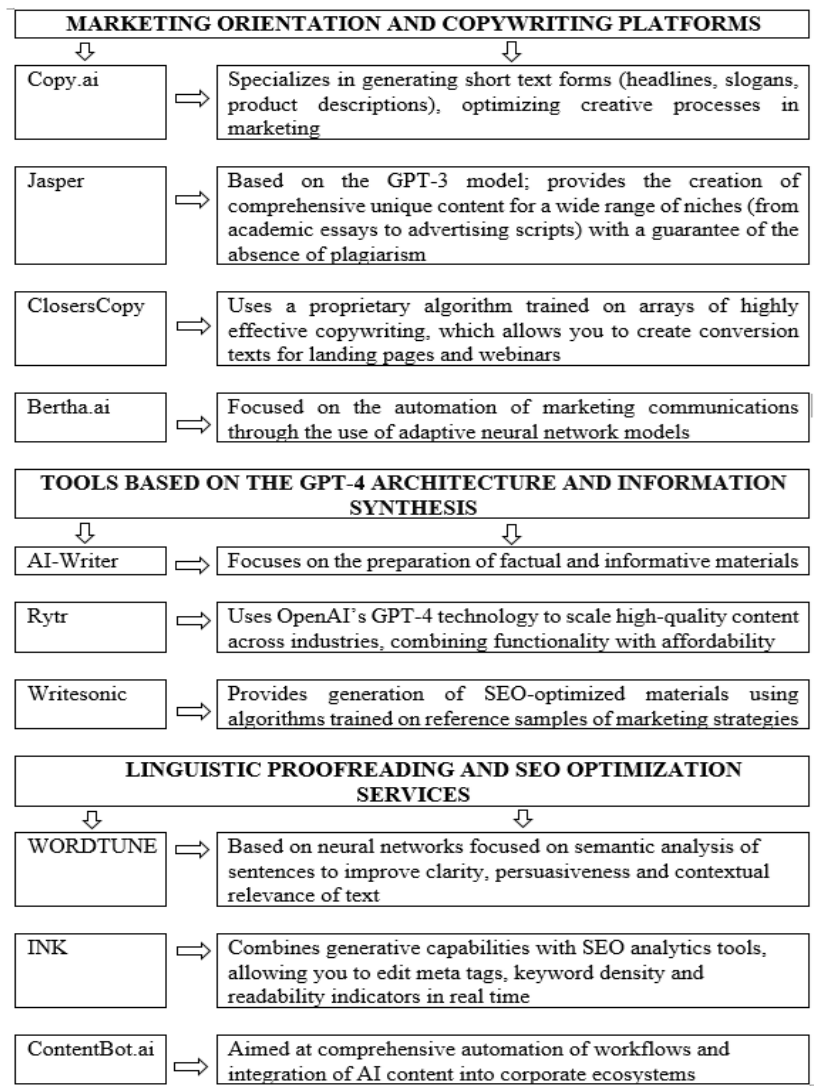 MARKETING ORIENTATION AND COPYWRITING PLATFORMS
Copy.ai
Specializes in generating short text forms (headlines, slogans,
product descriptions), optimizing creative processes in
marketing
Jasper
Based on the GPT-3 model; provides the creation of
comprehensive unique content for a wide range of niches (from
academic essays to advertising scripts) with a guarantee of the
absence of plagiarism
ClosersCopy
Uses a proprietary algorithm trained on arrays of highly
effective copywriting, which allows you to create conversion
texts for landing pages and webinars
Bertha.ai
Focused on the automation of marketing communications
through the use of adaptive neural network models
TOOLS BASED ON THE GPT-4 ARCHITECTURE AND INFORMATION
SYNTHESIS
AI-Writer
Focuses on the preparation of factual and informative materials
Rytr
Uses OpenAI’s GPT-4 technology to scale high-quality content
across industries, combining functionality with affordability
Writesonic
Provides generation of SEO-optimized materials using
algorithms trained on reference samples of marketing strategies
LINGUISTIC PROOFREADING AND SEO OPTIMIZATION
SERVICES
WORDTUNE
Based on neural networks focused on semantic analysis of
sentences to improve clarity, persuasiveness and contextual
relevance of text
INK
Combines generative capabilities with SEO analytics tools,
allowing you to edit meta tags, keyword density and
readability indicators in real time
ContentBot.ai
Aimed at comprehensive automation of workflows and
integration of AI content into corporate ecosystems